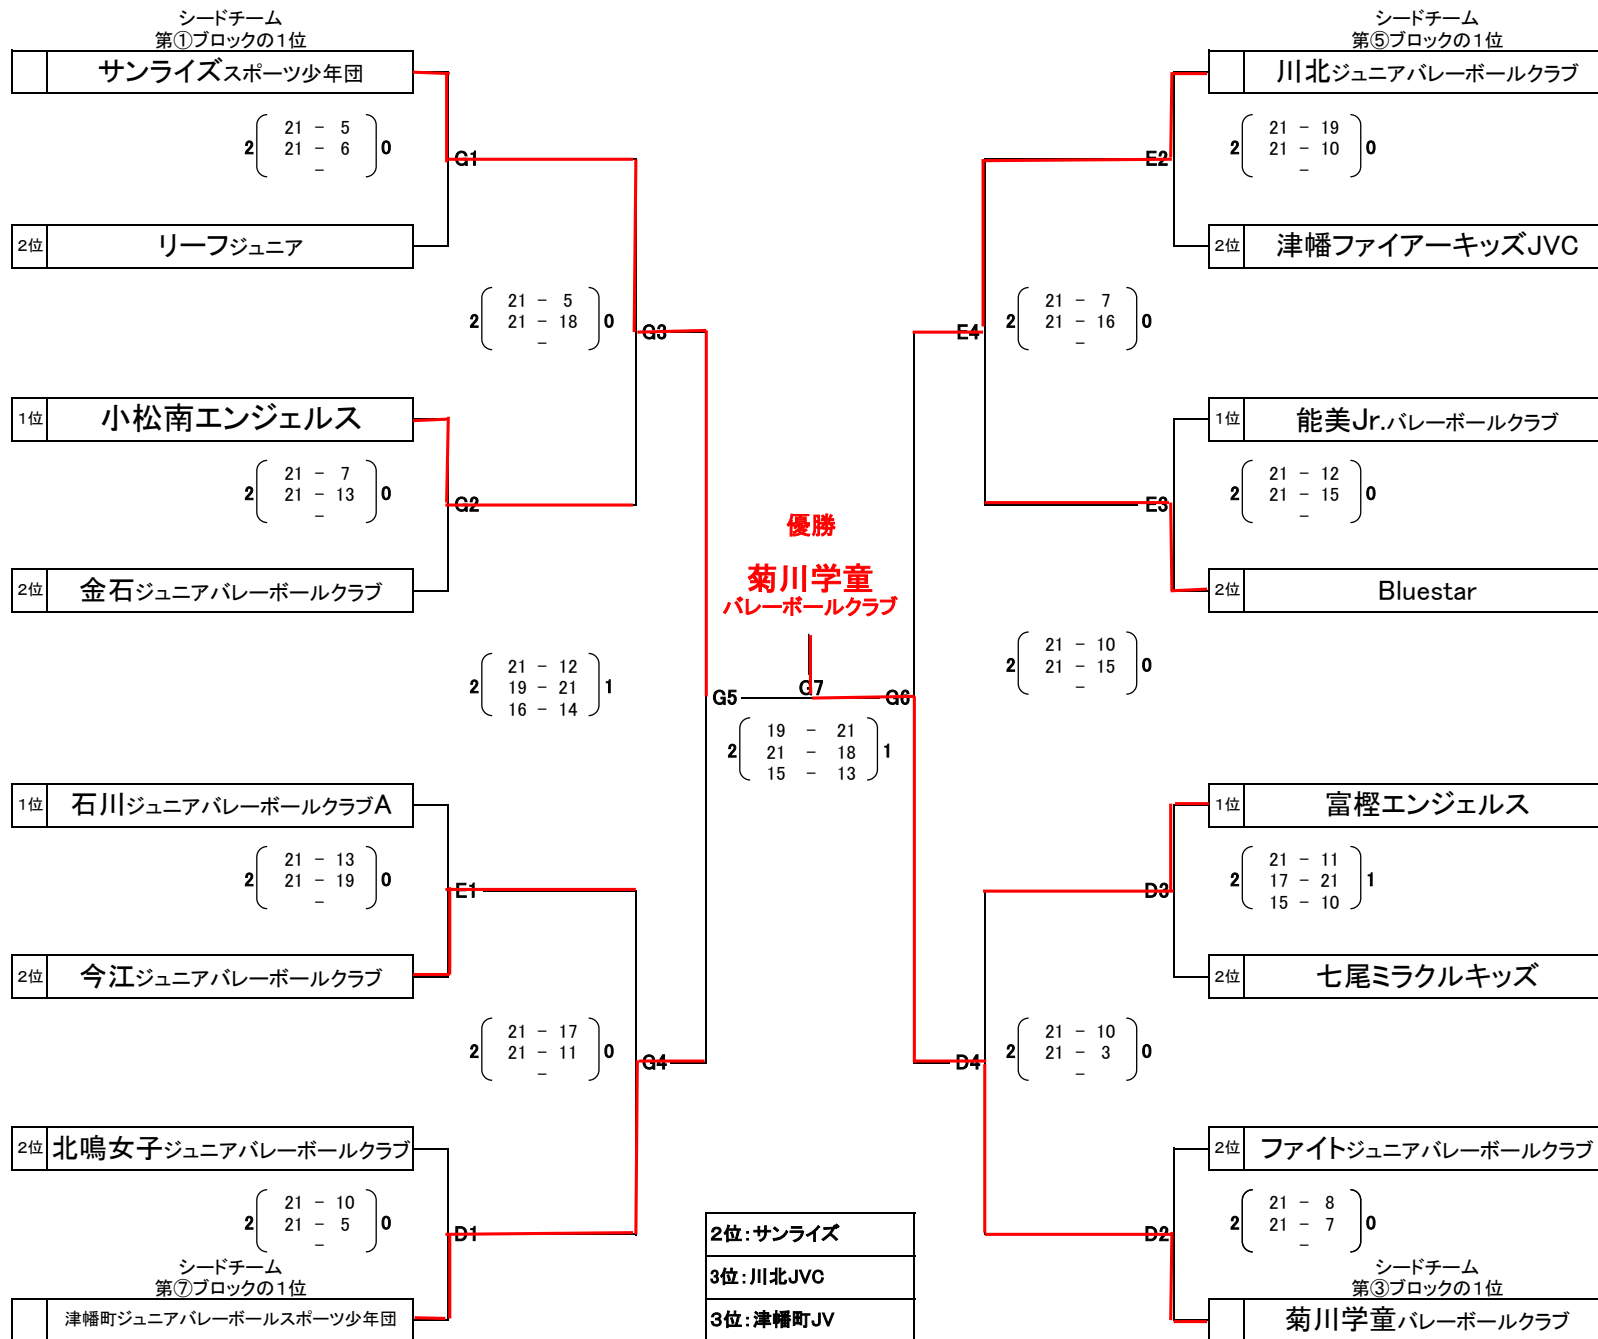 シードチーム
第①ブロックの1位
サンライズスポーツ少年団
21 - 5
2 21 - 6 0
-
G1
2位 リーフジュニア
21 - 5
2 21 - 18 0
-
G3
1位 小松南エンジェルス
21 - 7
2 21 - 13 0
-
G2
2位 金石ジュニアバレーボールクラブ
21 - 12
2 19 - 21 1
16 - 14
G5
1位 石川ジュニアバレーボールクラブA
21 - 13
2 21 - 19 0
-
E1
2位 今江ジュニアバレーボールクラブ
21 - 17
2 21 - 11 0
-
G4
2位 北鳴女子ジュニアバレーボールクラブ
21 - 10
2 21 - 5 0
-
D1
シードチーム
第⑦ブロックの1位
津幡町ジュニアバレーボールスポーツ少年団
優勝
菊川学童
バレーボールクラブ
G7
19 - 21
2 21 - 18 1
15 - 13
2位:サンライズ
3位:川北JVC
3位:津幡町JV
シードチーム
第⑤ブロックの1位
川北ジュニアバレーボールクラブ
21 - 19
2 21 - 10 0
-
E2
2位 津幡ファイアーキッズJVC
21 - 7
2 21 - 16 0
-
E4
1位 能美Jr.バレーボールクラブ
21 - 12
2 21 - 15 0
-
E3
2位 Bluestar
21 - 10
2 21 - 15 0
-
G6
1位 富樫エンジェルス
21 - 11
2 17 - 21 1
15 - 10
D3
2位 七尾ミラクルキッズ
21 - 10
2 21 - 3 0
-
D4
2位 ファイトジュニアバレーボールクラブ
21 - 8
2 21 - 7 0
-
D2
シードチーム
第③ブロックの1位
菊川学童バレーボールクラブ